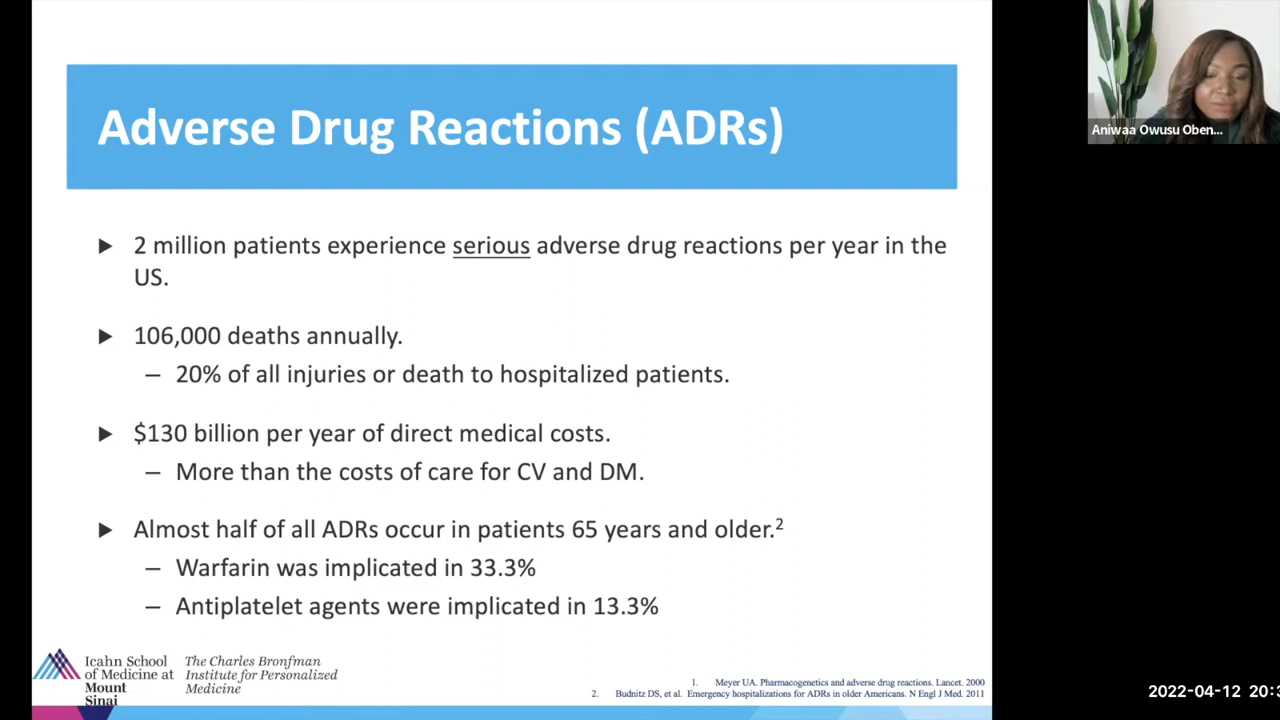 Adverse Drug Reactions (ADRs)
▶ 2 million patients experience serious adverse drug reactions per year in the
US.
▶ 106,000 deaths annually.
– 20% of all injuries or death to hospitalized patients.
▶ $130 billion per year of direct medical costs.
– More than the costs of care for CV and DM.
▶ Almost half of all ADRs occur in patients 65 years and older.²
– Warfarin was implicated in 33.3%
– Antiplatelet agents were implicated in 13.3%
Icahn School
of Medicine at
Mount
Sinai
The Charles Bronfman
Institute for Personalized
Medicine
1. Meyer UA. Pharmacogenetics and adverse drug reactions. Lancet. 2000
2. Budnitz DS, et al. Emergency hospitalizations for ADRs in older Americans. N Engl J Med. 2011
Aniwaa Owusu Oben...
2022-04-12 20:3